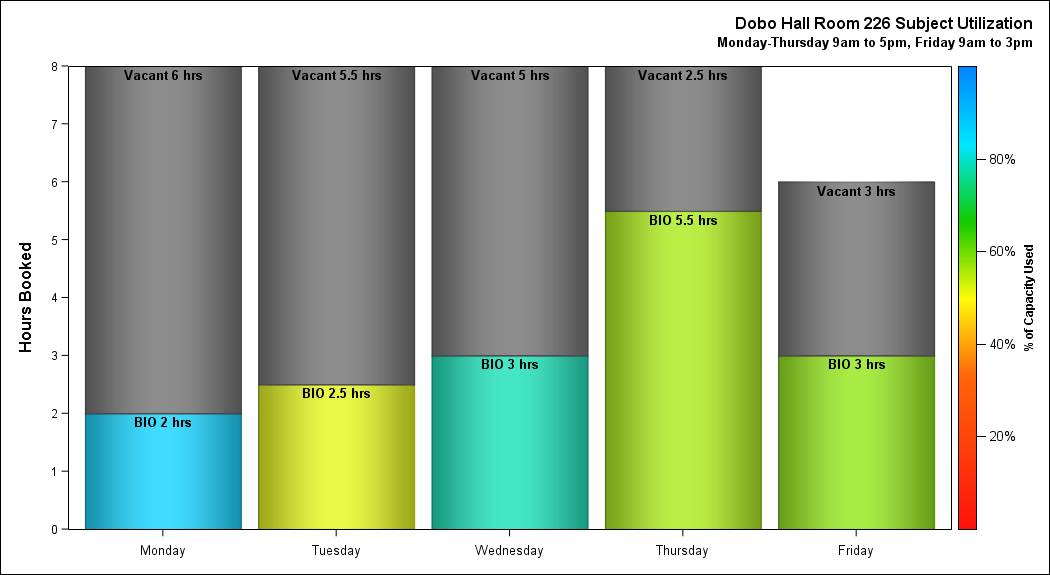 Dobo Hall Room 226 Subject Utilization
Monday-Thursday 9am to 5pm, Friday 9am to 3pm
Hours Booked
8
7
6
5
4
3
2
1
0
Vacant 6 hrs
BIO 2 hrs
Vacant 5.5 hrs
BIO 2.5 hrs
Vacant 5 hrs
BIO 3 hrs
Vacant 2.5 hrs
BIO 5.5 hrs
Vacant 3 hrs
BIO 3 hrs
Monday
Tuesday
Wednesday
Thursday
Friday
80%
60%
40%
20%
% of Capacity Used